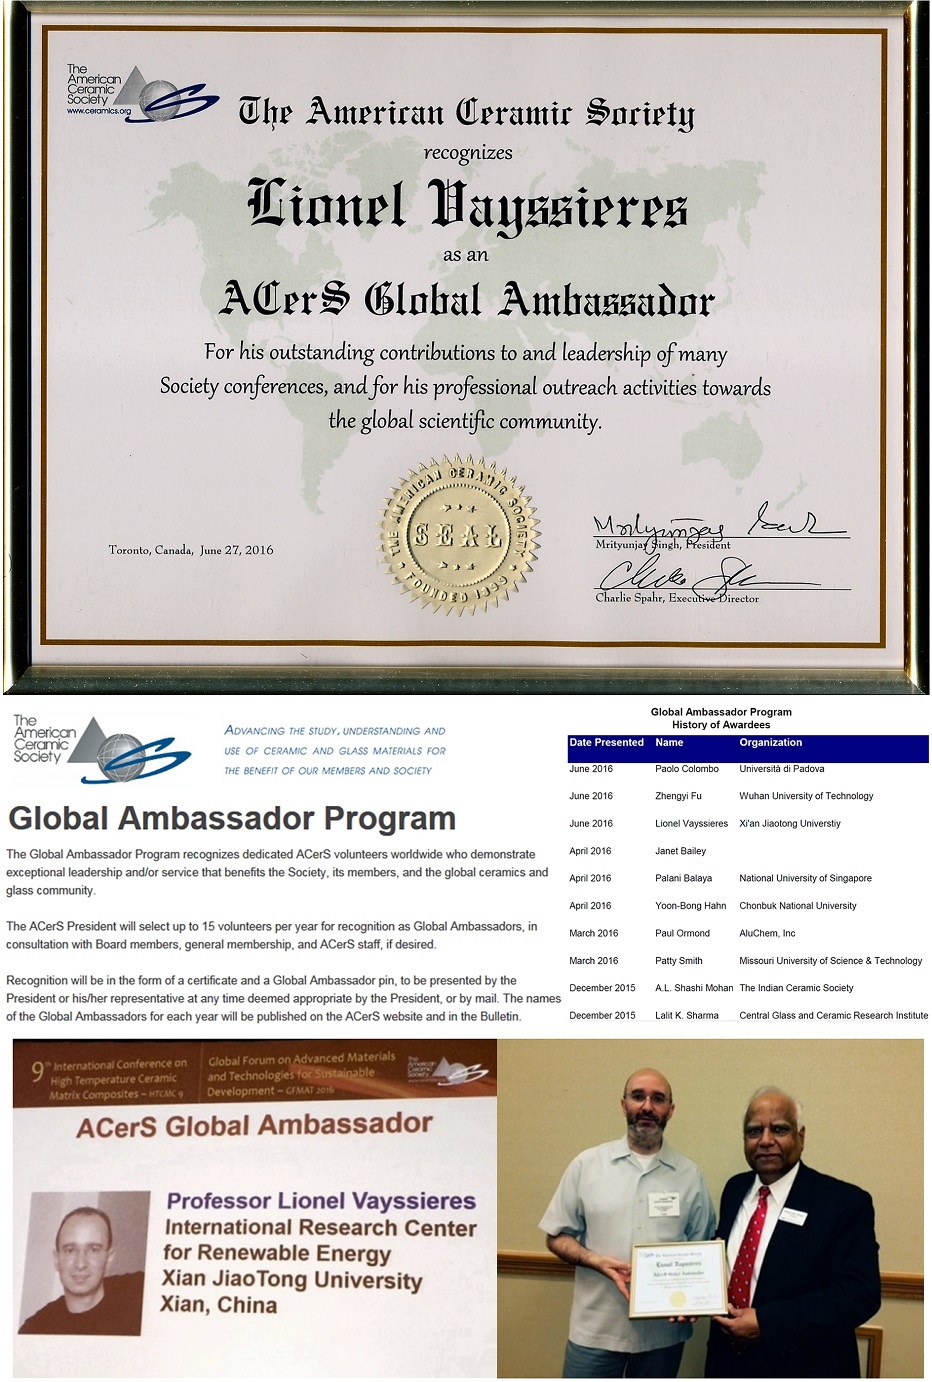 The
American
Ceramic
Society
www.ceramics.org
The American Ceramic Society
recognizes
Lionel Vayssieres
as an
ACerS Global Ambassador
For his outstanding contributions to and leadership of many
Society conferences, and for his professional outreach activities towards
the global scientific community.
THE AMERICAN CERAMIC SOCIETY
SEAL
FOUNDED 1899
Toronto, Canada, June 27, 2016
Mrityunjay Singh, President
Charlie Spahr, Executive Director
The
American
Ceramic
Society
ADVANCING THE STUDY, UNDERSTANDING AND
USE OF CERAMIC AND GLASS MATERIALS FOR
THE BENEFIT OF OUR MEMBERS AND SOCIETY
Global Ambassador Program
The Global Ambassador Program recognizes dedicated ACerS volunteers worldwide who demonstrate
exceptional leadership and/or service that benefits the Society, its members, and the global ceramics and
glass community.
The ACerS President will select up to 15 volunteers per year for recognition as Global Ambassadors, in
consultation with Board members, general membership, and ACerS staff, if desired.
Recognition will be in the form of a certificate and a Global Ambassador pin, to be presented by the
President or his/her representative at any time deemed appropriate by the President, or by mail. The names
of the Global Ambassadors for each year will be published on the ACerS website and in the Bulletin.
Global Ambassador Program
History of Awardees
Date Presented Name Organization
June 2016 Paolo Colombo Università di Padova
June 2016 Zhengyi Fu Wuhan University of Technology
June 2016 Lionel Vayssieres Xi'an Jiaotong Universtiy
April 2016 Janet Bailey
April 2016 Palani Balaya National University of Singapore
April 2016 Yoon-Bong Hahn Chonbuk National University
March 2016 Paul Ormond AluChem, Inc
March 2016 Patty Smith Missouri University of Science & Technology
December 2015 A.L. Shashi Mohan The Indian Ceramic Society
December 2015 Lalit K. Sharma Central Glass and Ceramic Research Institute
9th International Conference on
High Temperature Ceramic
Matrix Composites – HTCMC 9
Global Forum on Advanced Materials
and Technologies for Sustainable
Development – GFMAT 2016
ACerS Global Ambassador
Professor Lionel Vayssieres
International Research Center
for Renewable Energy
Xian JiaoTong University
Xian, China
The American Ceramic Society
Lionel Vayssieres
ACerS Global Ambassador